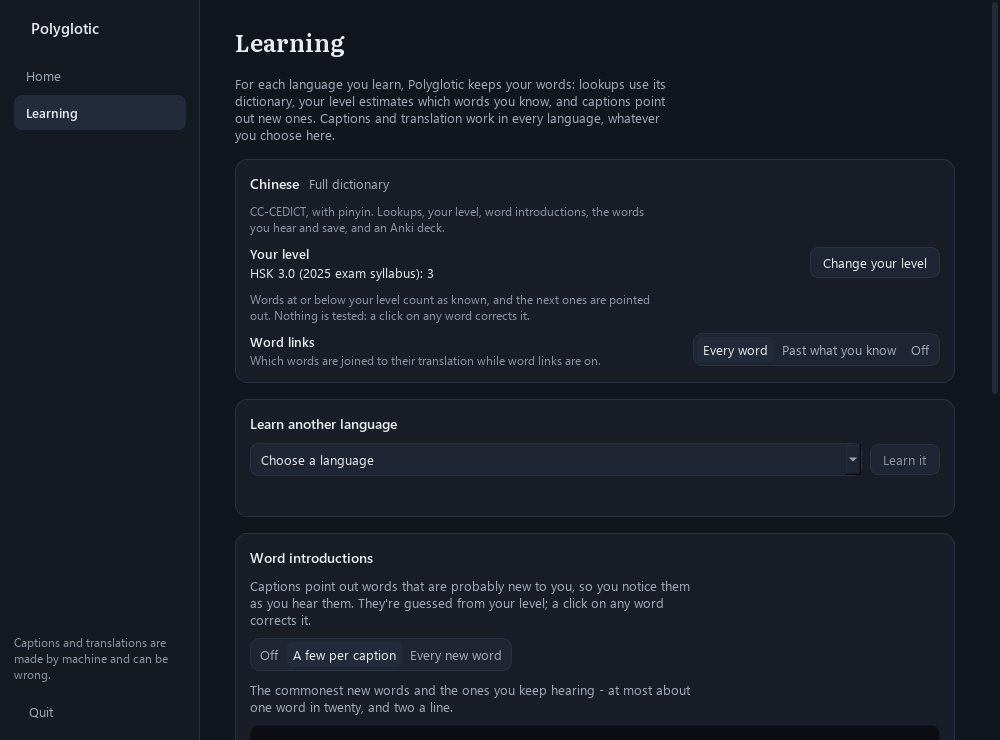 Polyglotic
Home
Learning
Captions and translations are
made by machine and can be
wrong.
Quit
Learning
For each language you learn, Polyglotic keeps your words: lookups use its
dictionary, your level estimates which words you know, and captions point
out new ones. Captions and translation work in every language, whatever
you choose here.
Chinese Full dictionary
CC-CEDICT, with pinyin. Lookups, your level, word introductions, the words
you hear and save, and an Anki deck.
Your level
HSK 3.0 (2025 exam syllabus): 3
Change your level
Words at or below your level count as known, and the next ones are pointed
out. Nothing is tested: a click on any word corrects it.
Word links
Which words are joined to their translation while word links are on.
Every word Past what you know Off
Learn another language
Choose a language
Learn it
Word introductions
Captions point out words that are probably new to you, so you notice them
as you hear them. They're guessed from your level; a click on any word
corrects it.
Off A few per caption Every new word
The commonest new words and the ones you keep hearing - at most about
one word in twenty, and two a line.